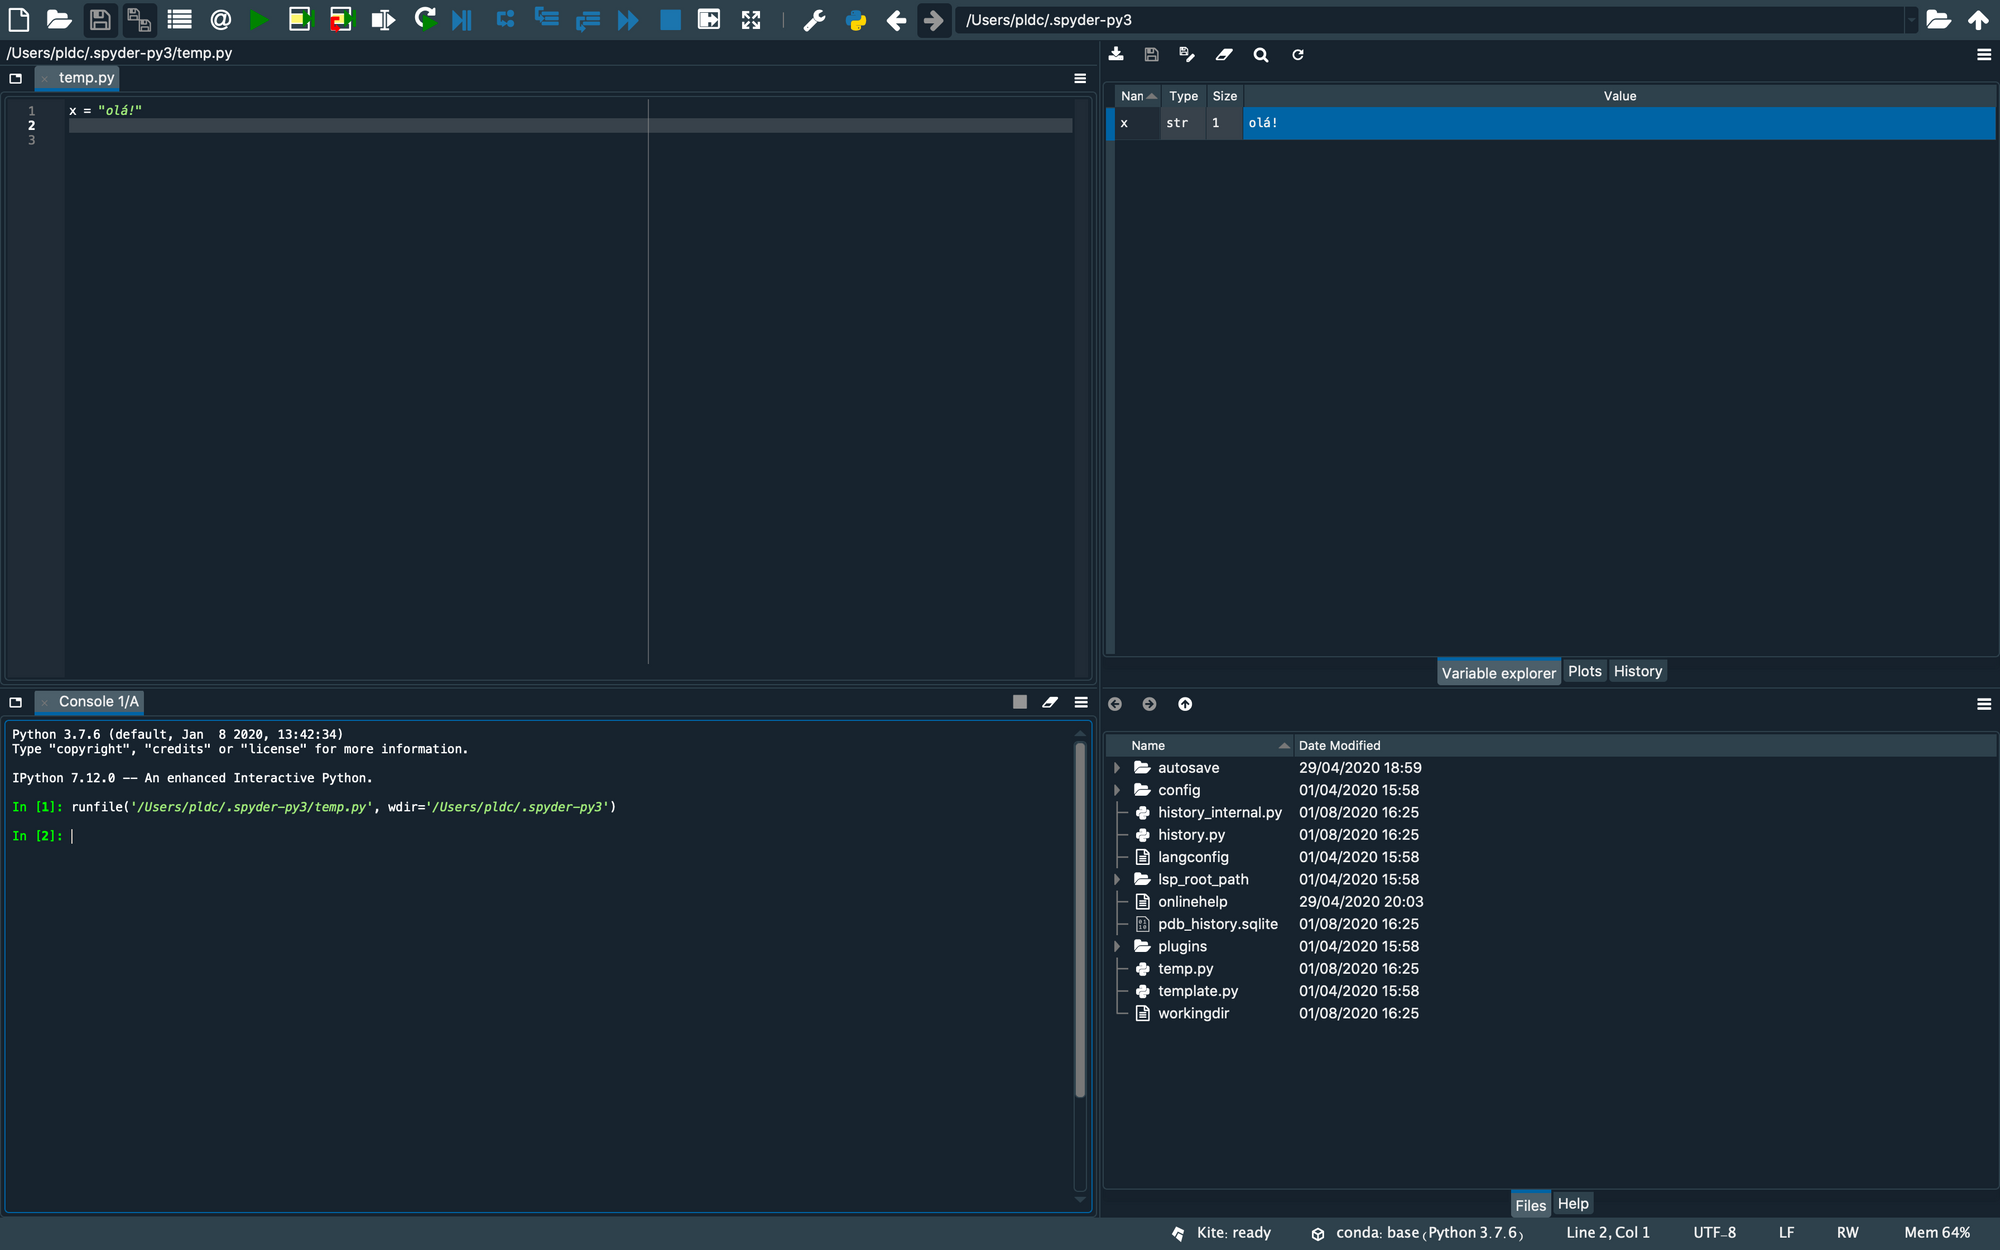 /Users/pldc/.spyder-py3
/Users/pldc/.spyder-py3/temp.py
temp.py
1 x = "olá!"
2
3
Nan Type Size Value
x str 1 olá!
Variable explorer Plots History
Console 1/A
Python 3.7.6 (default, Jan  8 2020, 13:42:34)
Type "copyright", "credits" or "license" for more information.
IPython 7.12.0 -- An enhanced Interactive Python.
In [1]: runfile('/Users/pldc/.spyder-py3/temp.py', wdir='/Users/pldc/.spyder-py3')
In [2]:
Name Date Modified
autosave 29/04/2020 18:59
config 01/04/2020 15:58
history_internal.py 01/08/2020 16:25
history.py 01/08/2020 16:25
langconfig 01/04/2020 15:58
lsp_root_path 01/04/2020 15:58
onlinehelp 29/04/2020 20:03
pdb_history.sqlite 01/08/2020 16:25
plugins 01/04/2020 15:58
temp.py 01/08/2020 16:25
template.py 01/04/2020 15:58
workingdir 01/08/2020 16:25
Files Help
Kite: ready conda: base (Python 3.7.6) Line 2, Col 1 UTF-8 LF RW Mem 64%